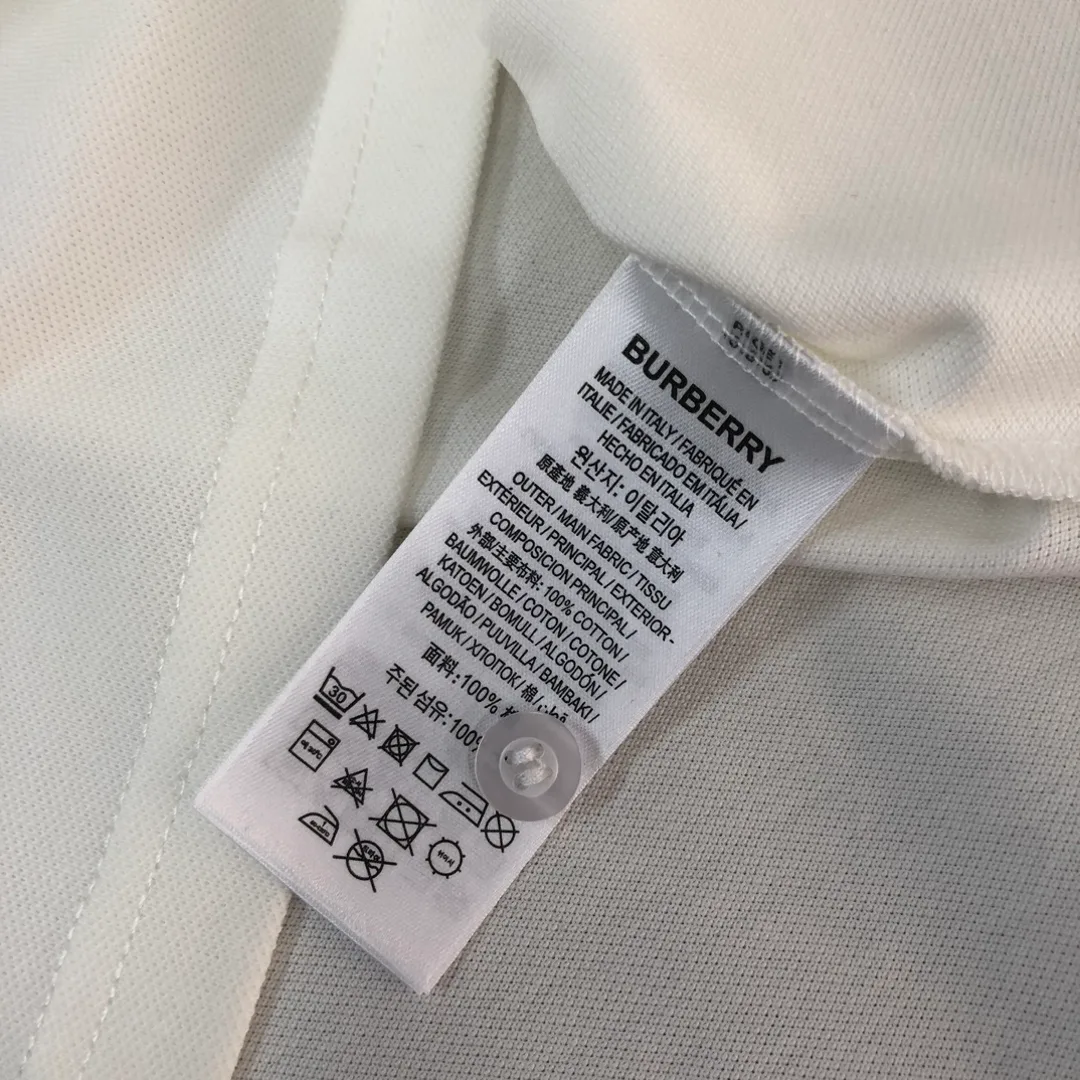 BURBERRY
MADE IN ITALY / FABRIQUÉ EN
ITALIE / FABRICADO EM ITÁLIA /
HECHO EN ITALIA
원산지: 이탈리아
原產地 義大利/原产地 意大利
OUTER / MAIN FABRIC / TISSU
EXTÉRIEUR / PRINCIPAL / EXTERIOR -
COMPOSICION PRINCIPAL /
外部/主要布料: 100% COTTON /
BAUMWOLLE / COTON / COTONE /
KATOEN / BOMULL / ALGODÓN /
ALGODÃO / PUUVILLA / BAMBAKI /
PAMUK / ХЛОПОК / 棉 /
面料: 100%
주된 섬유: 100%
30